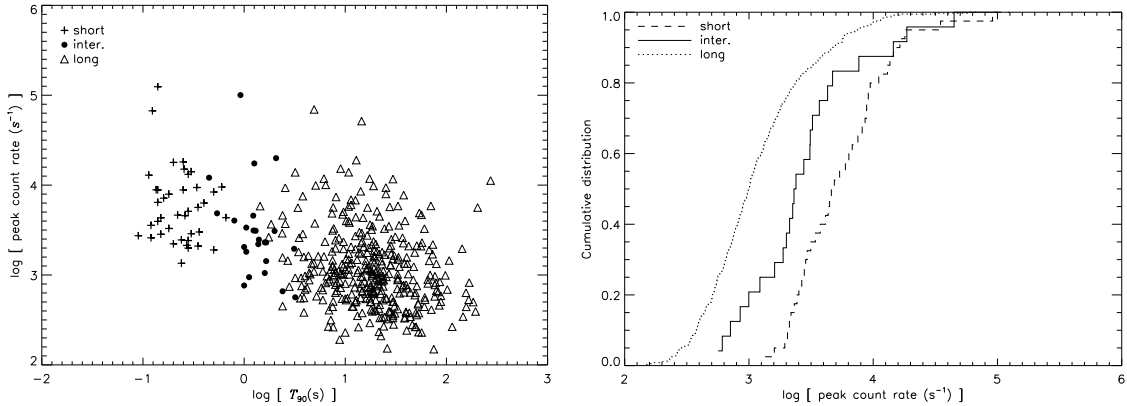 6
5
4
3
2
short
inter.
long
log [ peak count rate (s⁻¹) ]
−2
−1
0
1
2
3
log [ T₉₀(s) ]
1.0
0.8
0.6
0.4
0.2
0.0
short
inter.
long
Cumulative distribution
2
3
4
5
6
log [ peak count rate (s⁻¹) ]